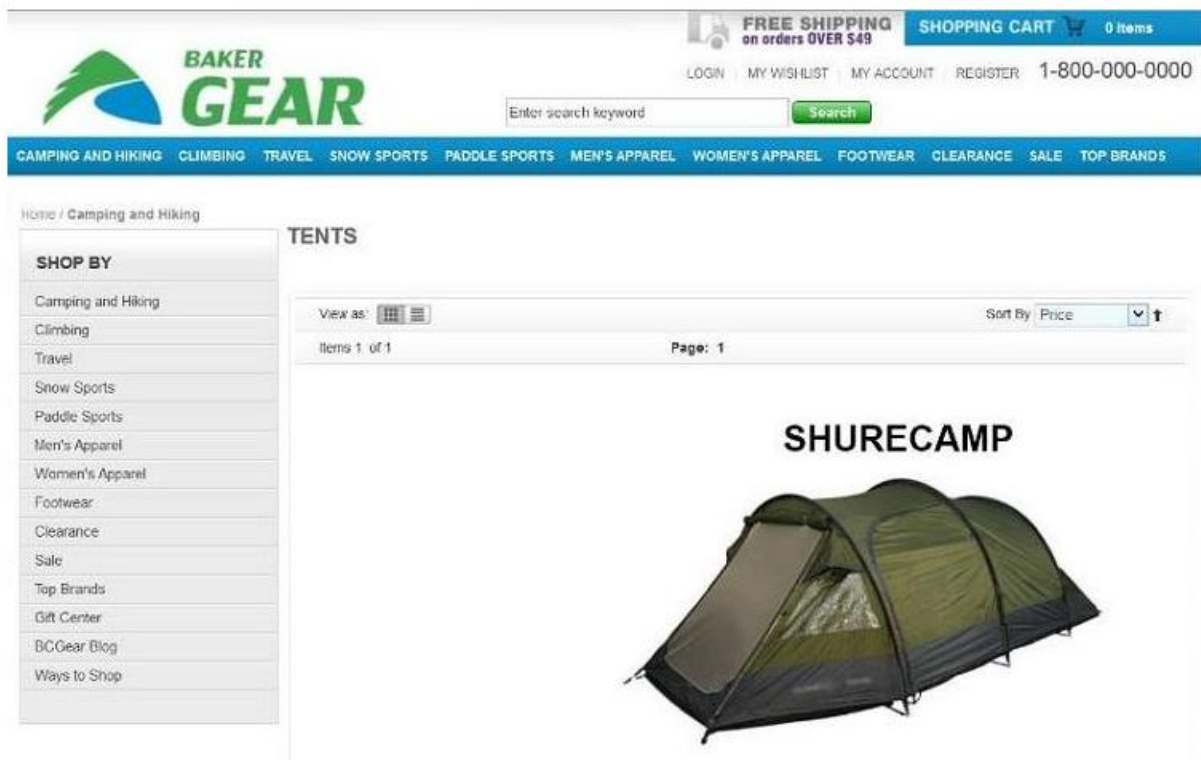 FREE SHIPPING
on orders OVER $49
SHOPPING CART 0 Items
BAKER
GEAR
LOGIN MY WISHLIST MY ACCOUNT REGISTER 1-800-000-0000
Enter search keyword Search
CAMPING AND HIKING CLIMBING TRAVEL SNOW SPORTS PADDLE SPORTS MEN'S APPAREL WOMEN'S APPAREL FOOTWEAR CLEARANCE SALE TOP BRANDS
Home / Camping and Hiking
TENTS
SHOP BY
Camping and Hiking
Climbing
Travel
Snow Sports
Paddle Sports
Men's Apparel
Women's Apparel
Footwear
Clearance
Sale
Top Brands
Gift Center
BCGear Blog
Ways to Shop
View as: Sort By Price
Items 1 of 1 Page: 1
SHURECAMP